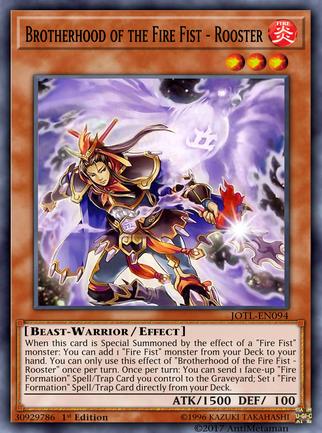 BROTHERHOOD OF THE FIRE FIST - ROOSTER
FIRE
炎
JOTL-EN094
[BEAST-WARRIOR / EFFECT]
When this card is Special Summoned by the effect of a "Fire Fist"
monster: You can add 1 "Fire Fist" monster from your Deck to your
hand. You can only use this effect of "Brotherhood of the Fire Fist -
Rooster" once per turn. Once per turn: You can send 1 face-up "Fire
Formation" Spell/Trap Card you control to the Graveyard; Set 1 "Fire
Formation" Spell/Trap Card directly from your Deck.
ATK/1500 DEF/ 100
30929786 1st Edition ©1996 KAZUKI TAKAHASHI
©2017 AntiMetaman